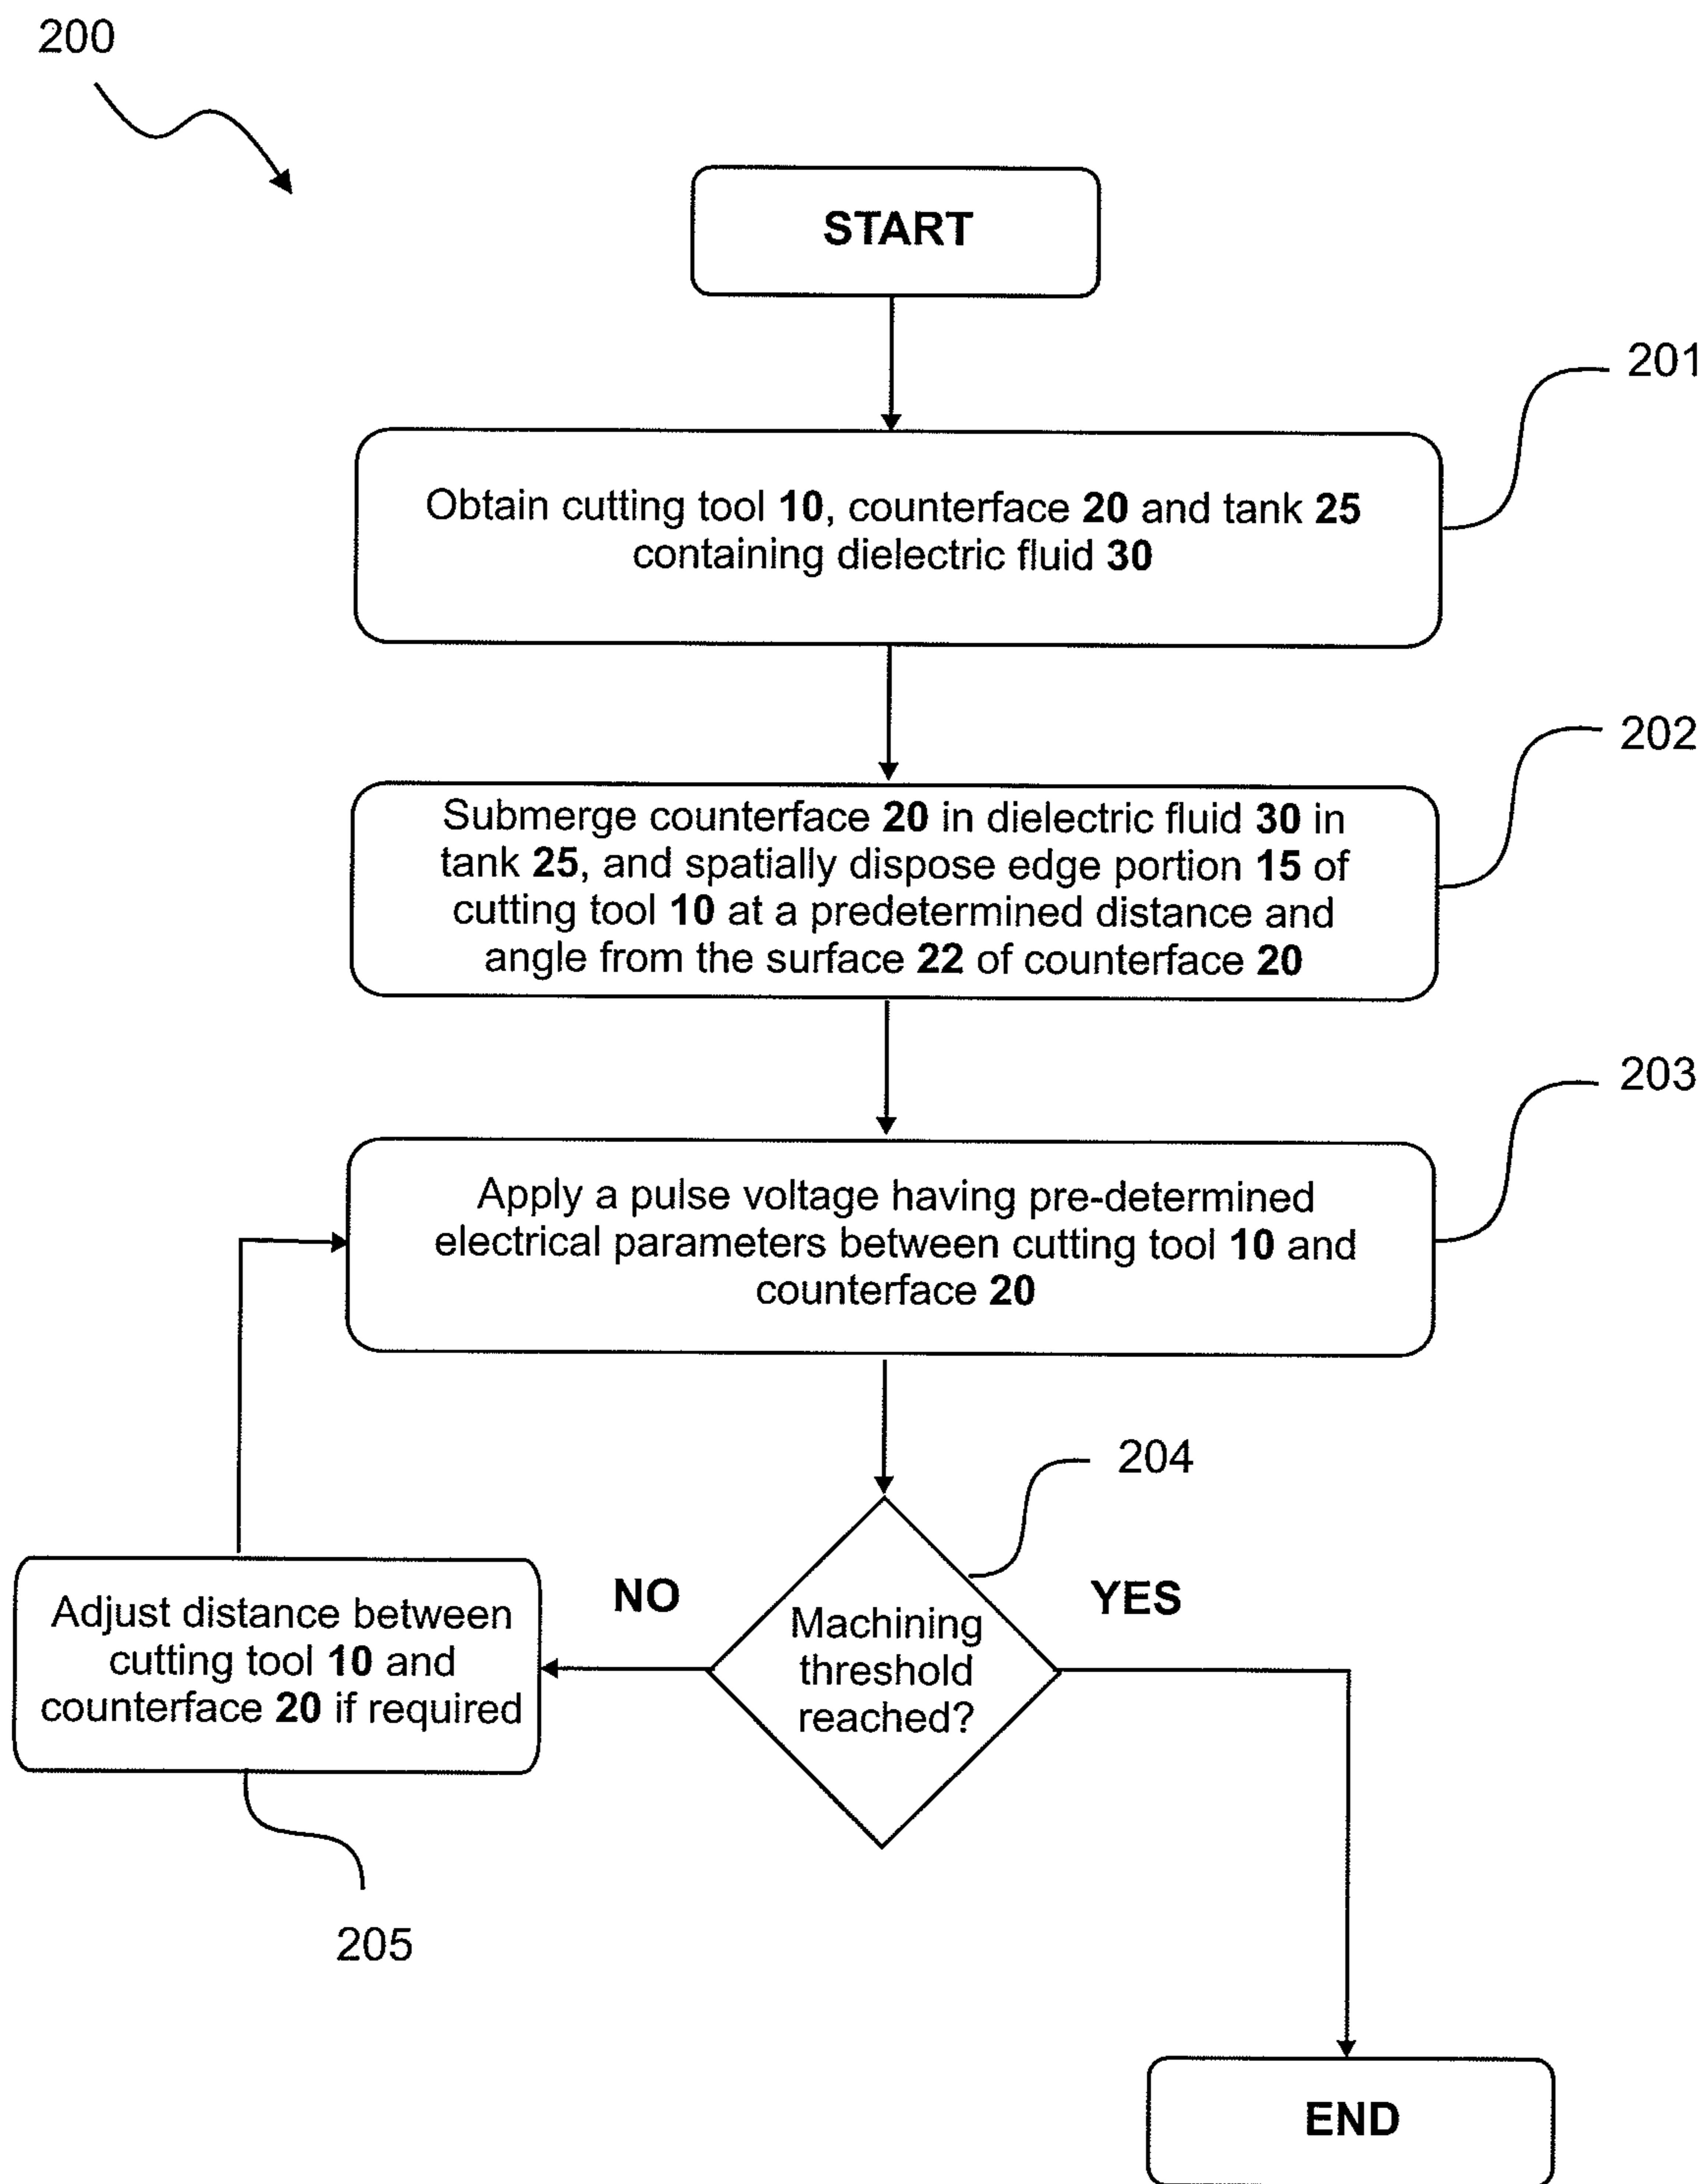 200
START
201
Obtain cutting tool 10, counterface 20 and tank 25
containing dielectric fluid 30
202
Submerge counterface 20 in dielectric fluid 30 in
tank 25, and spatially dispose edge portion 15 of
cutting tool 10 at a predetermined distance and
angle from the surface 22 of counterface 20
203
Apply a pulse voltage having pre-determined
electrical parameters between cutting tool 10 and
counterface 20
204
NO
YES
Machining
threshold
reached?
Adjust distance between
cutting tool 10 and
counterface 20 if required
205
END